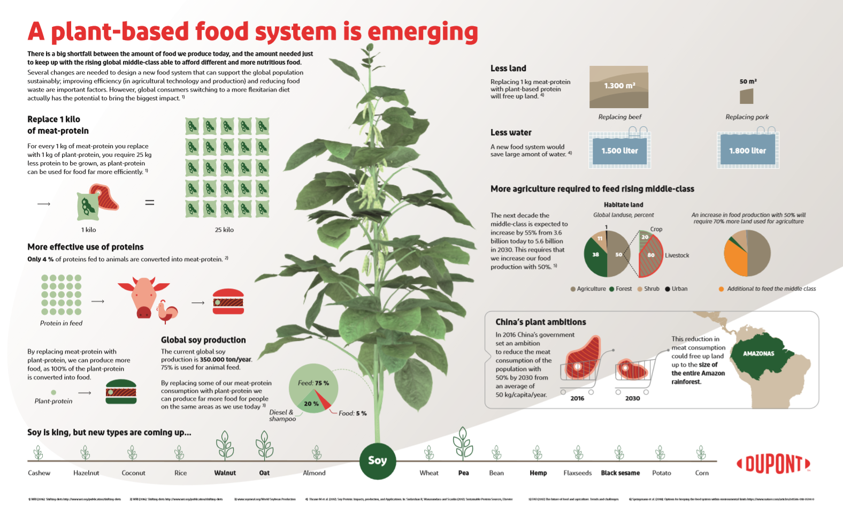 A plant-based food system is emerging
There is a big shortfall between the amount of food we produce today, and the amount needed just
to keep up with the rising global middle-class able to afford different and more nutritious food.
Several changes are needed to design a new food system that can support the global population
sustainably; improving efficiency (in agricultural technology and production) and reducing food
waste are important factors. However, global consumers switching to a more flexitarian diet
actually has the potential to bring the biggest impact. 1)
Replace 1 kilo
of meat-protein
For every 1 kg of meat-protein you replace
with 1 kg of plant-protein, you require 25 kg
less protein to be grown, as plant-protein
can be used for food far more efficiently. 1)
=
1 kilo
25 kilo
More effective use of proteins
Only 4 % of proteins fed to animals are converted into meat-protein. 2)
Protein in feed
By replacing meat-protein with
plant-protein, we can produce more
food, as 100% of the plant-protein
is converted into food.
Plant-protein
Global soy production
The current global soy
production is 350.000 ton/year.
75% is used for animal feed.
By replacing some of our meat-protein
consumption with plant-protein we
can produce far more food for people
on the same areas as we use today 3)
Feed: 75 %
20 %
Diesel &
shampoo
Food: 5 %
Less land
Replacing 1 kg meat-protein
with plant-based protein
will free up land. 4)
1.300 m²
Replacing beef
50 m²
Replacing pork
Less water
A new food system would
save large amont of water. 4)
1.500 liter
1.800 liter
More agriculture required to feed rising middle-class
The next decade the
middle-class is expected to
increase by 55% from 3.6
billion today to 5.6 billion
in 2030. This requires that
we increase our food
production with 50%. 5)
Habitate land
Global landuse, percent
1
11
38
50
20
80
Crop
Livestock
Agriculture
Forest
Shrub
Urban
An increase in food production with 50% will
require 70% more land used for agriculture
Additional to feed the middle class
China's plant ambitions
In 2016 China's government
set an ambition
to reduce the meat
consumption of the
population with
50% by 2030 from
an average of
50 kg/capita/year.
2016
2030
This reduction in
meat consumption
could free up land
up to the size of
the entire Amazon
rainforest.
AMAZONAS
Soy is king, but new types are coming up...
Cashew
Hazelnut
Coconut
Rice
Walnut
Oat
Almond
Soy
Wheat
Pea
Bean
Hemp
Flaxseeds
Black sesame
Potato
Corn
DUPONT